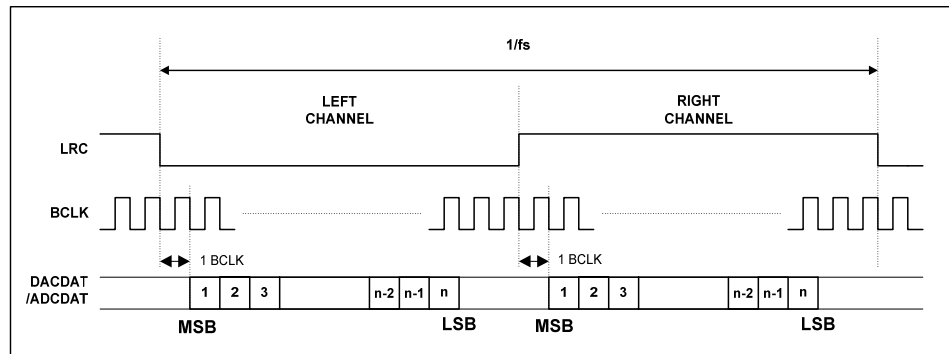 1/fs
LEFT
CHANNEL
RIGHT
CHANNEL
LRC
BCLK
1 BCLK
1 BCLK
DACDAT
/ADCDAT
1 2 3 n-2 n-1 n 1 2 3 n-2 n-1 n
MSB LSB MSB LSB